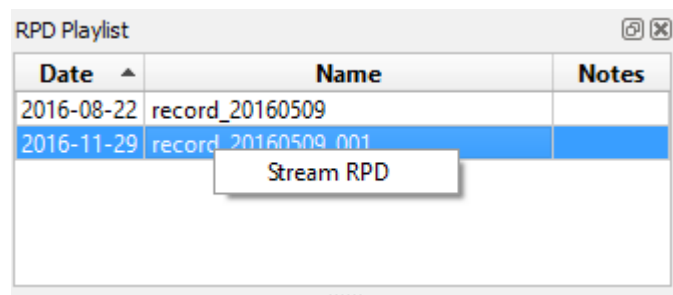 RPD Playlist
Date Name Notes
2016-08-22 record_20160509
2016-11-29 record_20160509_001
Stream RPD